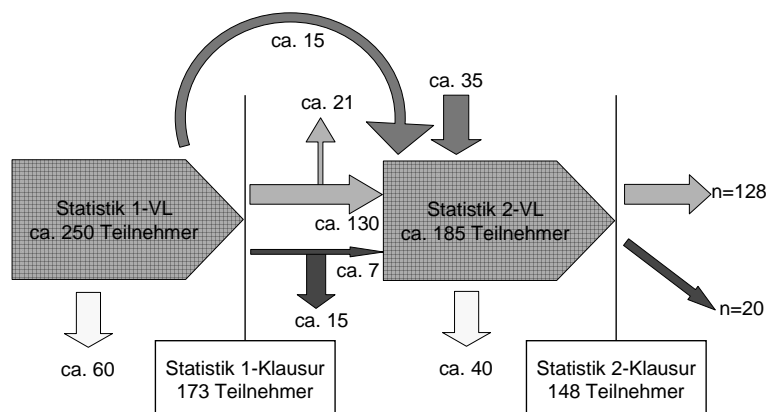 ca. 15
ca. 35
ca. 21
Statistik 1-VL
ca. 250 Teilnehmer
ca. 130
Statistik 2-VL
ca. 185 Teilnehmer
n=128
ca. 7
ca. 15
n=20
ca. 60
Statistik 1-Klausur
173 Teilnehmer
ca. 40
Statistik 2-Klausur
148 Teilnehmer